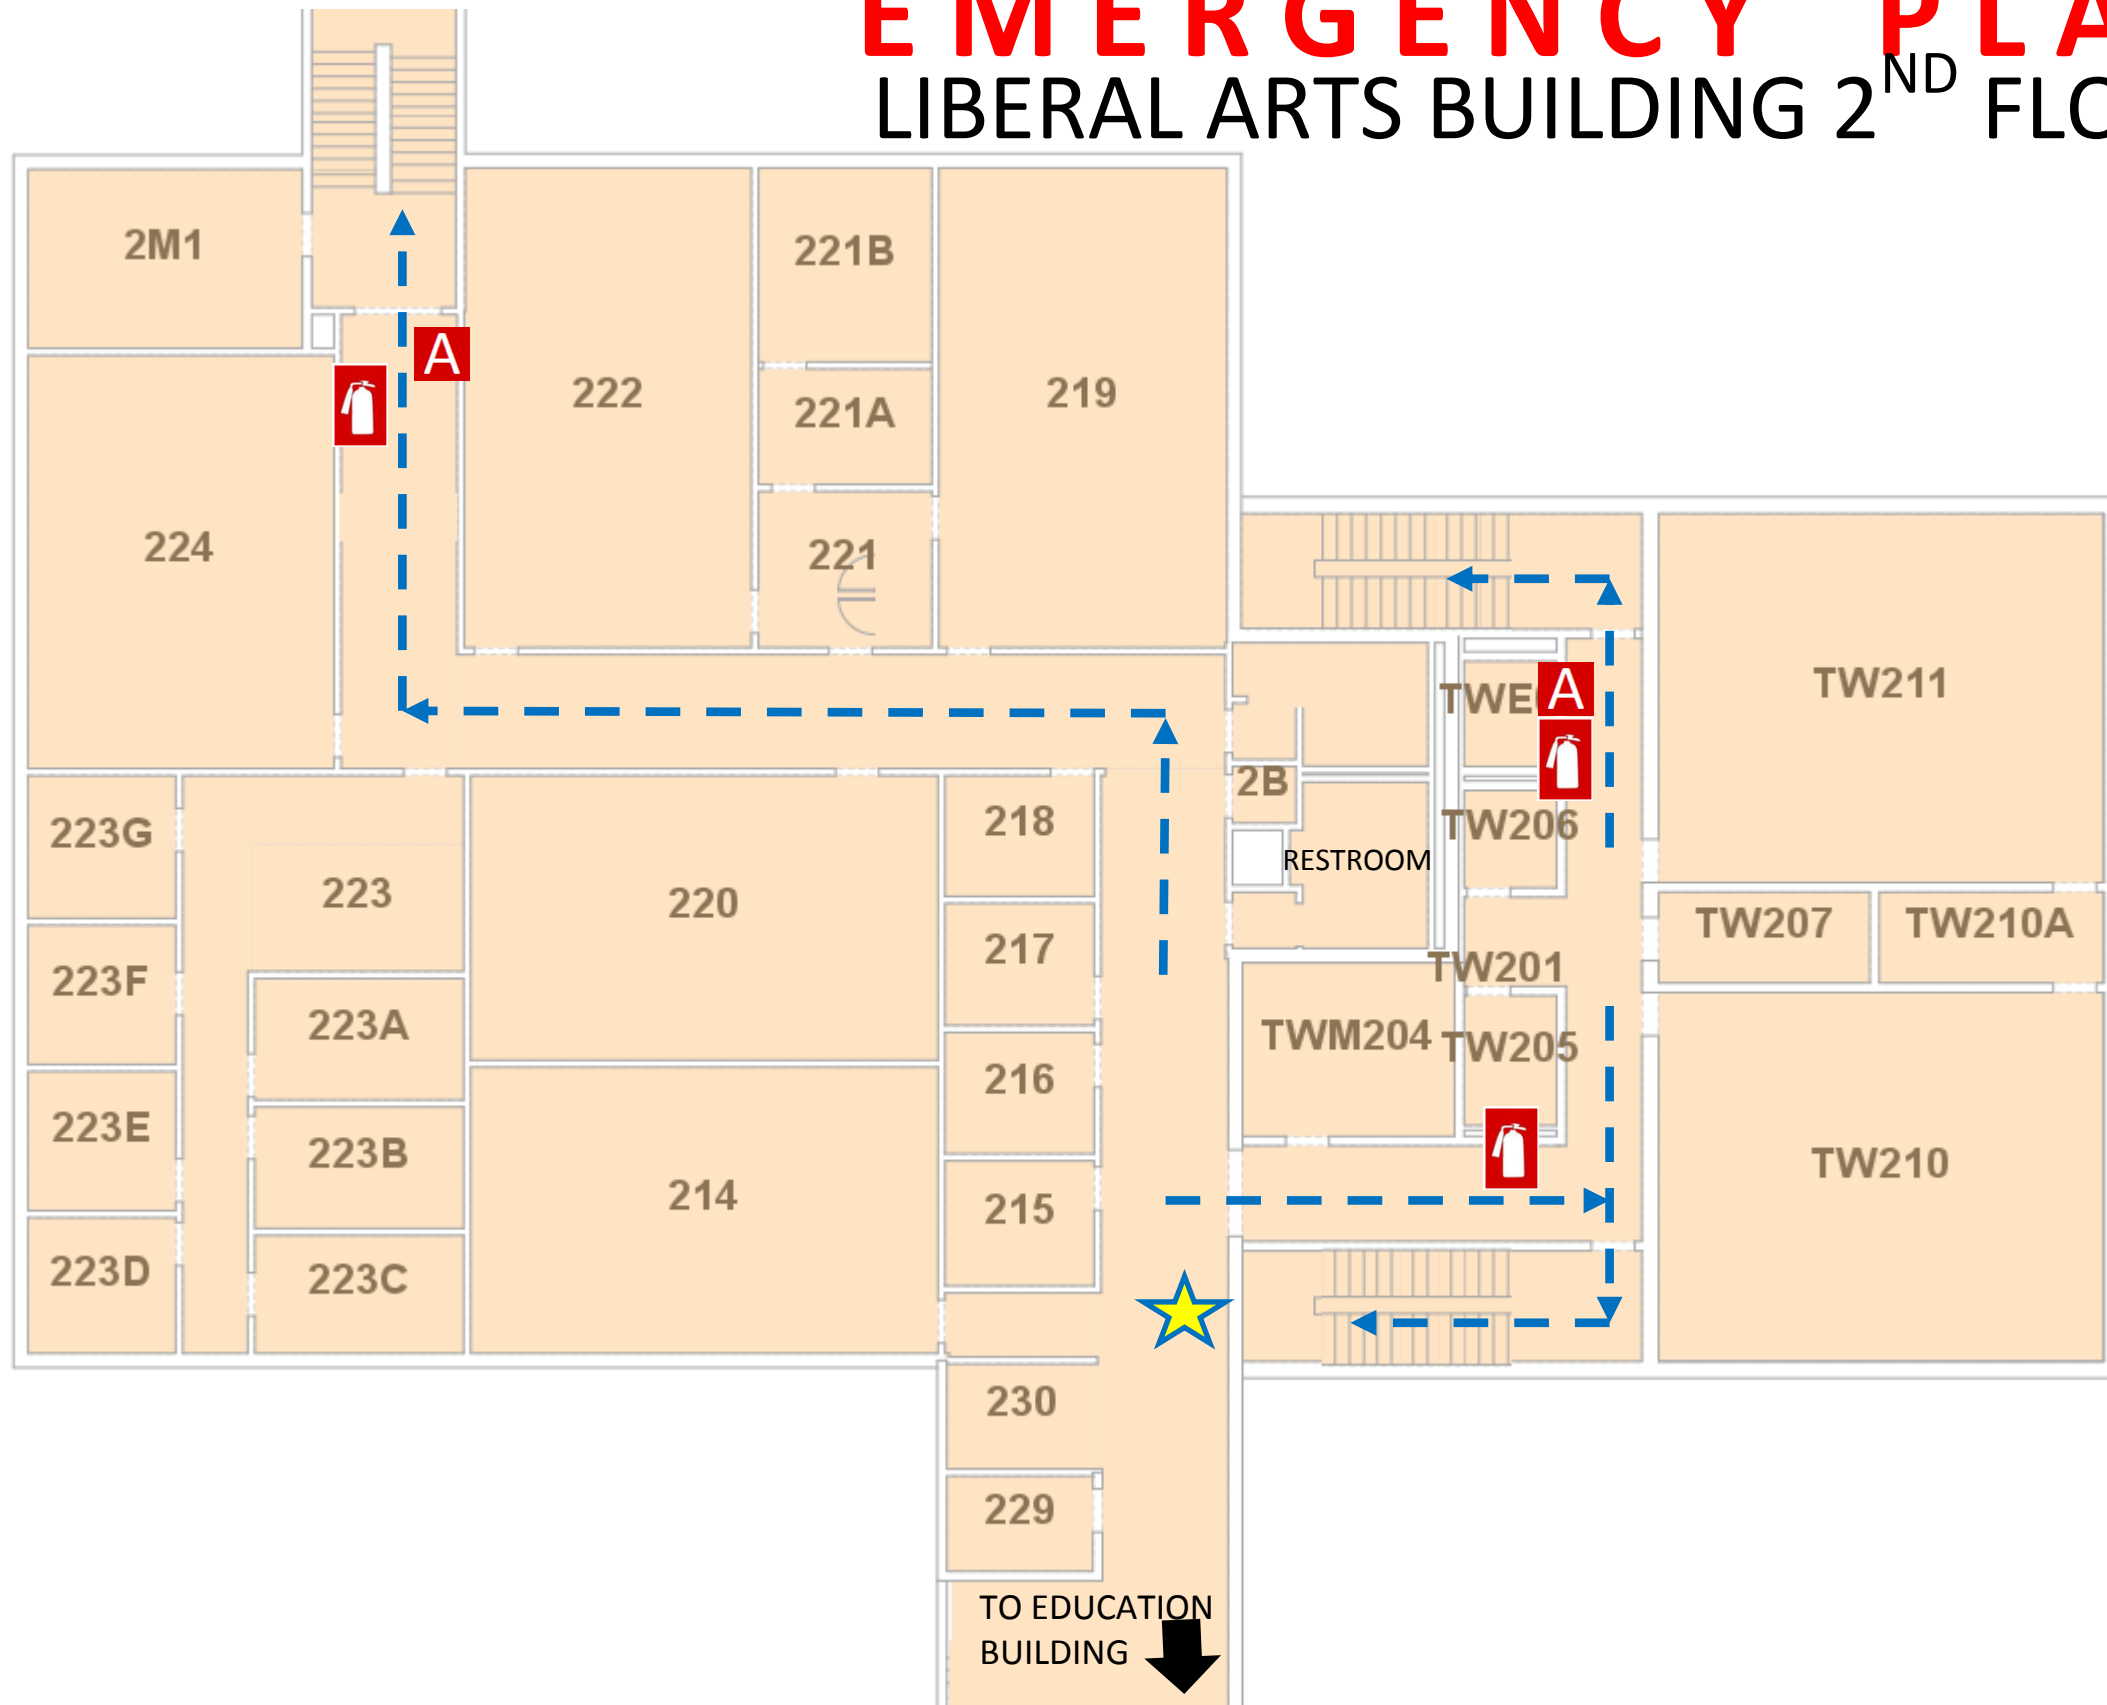 EMERGENCY PLA
LIBERAL ARTS BUILDING 2ND FLO
2M1
221B
A
222
221A
219
224
221
TW211
TWE
A
2B
218
TW206
223G
RESTROOM
223
220
TW207
TW210A
217
TW201
223F
223A
TWM204
TW205
216
223E
223B
TW210
214
215
223D
223C
230
229
TO EDUCATION
BUILDING